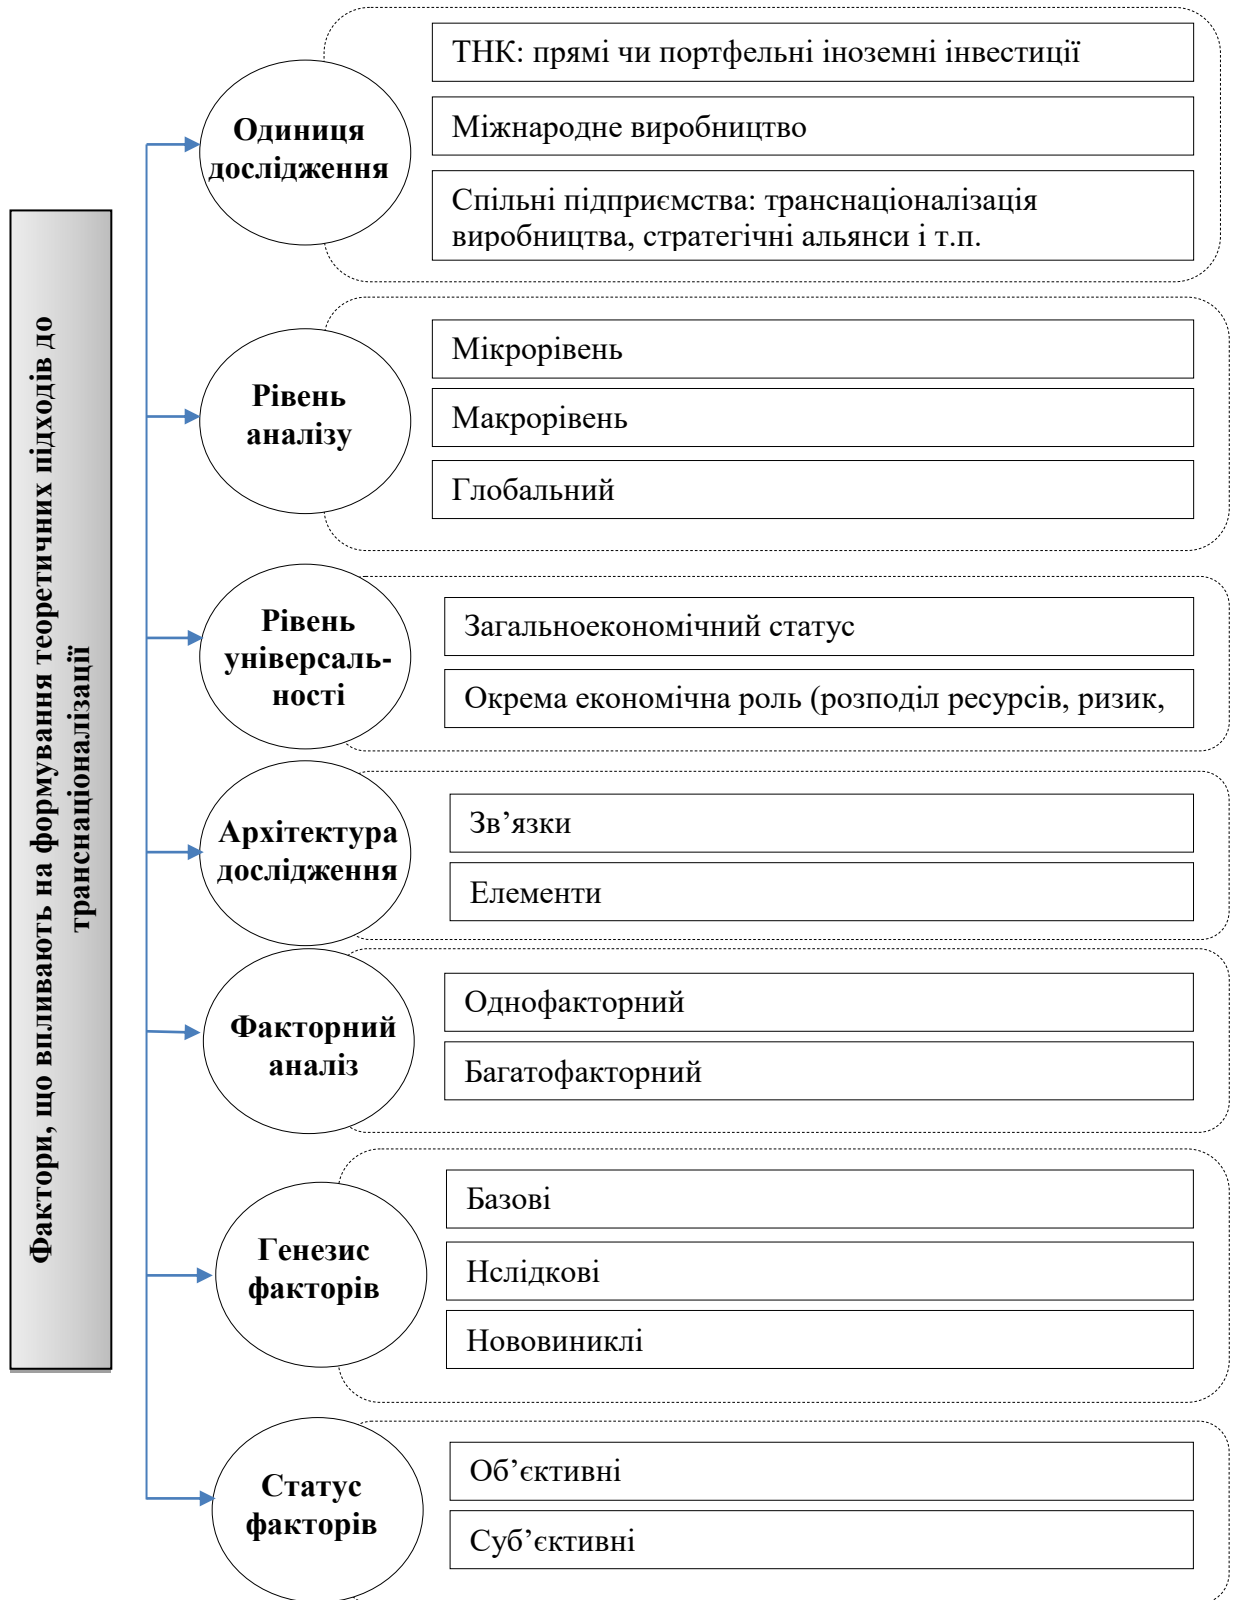 Фактори, що впливають на формування теоретичних підходів до
транснаціоналізації
Одиниця
дослідження
ТНК: прямі чи портфельні іноземні інвестиції
Міжнародне виробництво
Спільні підприємства: транснаціоналізація
виробництва, стратегічні альянси і т.п.
Рівень
аналізу
Мікрорівень
Макрорівень
Глобальний
Рівень
універсаль-
ності
Загальноекономічний статус
Окрема економічна роль (розподіл ресурсів, ризик,
Архітектура
дослідження
Зв’язки
Елементи
Факторний
аналіз
Однофакторний
Багатофакторний
Генезис
факторів
Базові
Нслідкові
Нововиниклі
Статус
факторів
Об’єктивні
Суб’єктивні